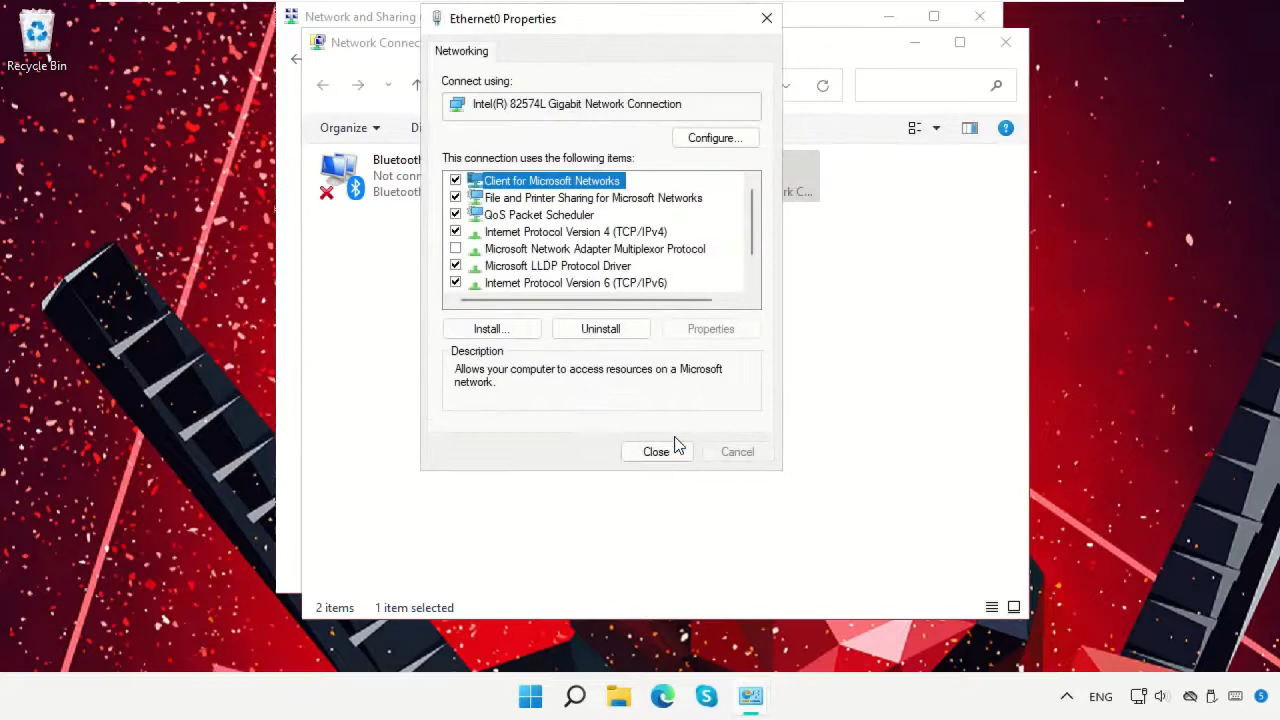 Recycle Bin
Network and Sharing
Network Connec
Ethernet0 Properties
Networking
Connect using:
Intel(R) 82574L Gigabit Network Connection
Configure...
This connection uses the following items:
Client for Microsoft Networks
File and Printer Sharing for Microsoft Networks
QoS Packet Scheduler
Internet Protocol Version 4 (TCP/IPv4)
Microsoft Network Adapter Multiplexor Protocol
Microsoft LLDP Protocol Driver
Internet Protocol Version 6 (TCP/IPv6)
Install...
Uninstall
Properties
Description
Allows your computer to access resources on a Microsoft
network.
Close
Cancel
Organize
Di
Bluetooth
Not conn
Bluetooth
rk C...
2 items
1 item selected
ENG
5